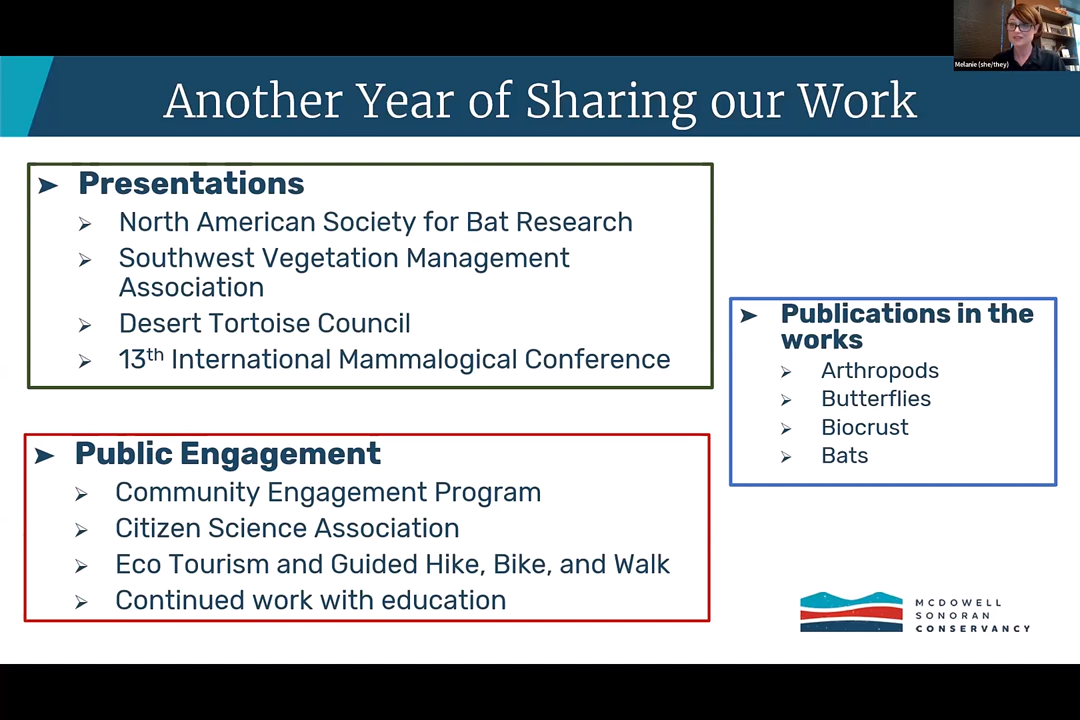 Melanie (she/they)
Another Year of Sharing our Work
Presentations
North American Society for Bat Research
Southwest Vegetation Management
Association
Desert Tortoise Council
13th International Mammalogical Conference
Public Engagement
Community Engagement Program
Citizen Science Association
Eco Tourism and Guided Hike, Bike, and Walk
Continued work with education
Publications in the
works
Arthropods
Butterflies
Biocrust
Bats
MCDOWELL
SONORAN
CONSERVANCY